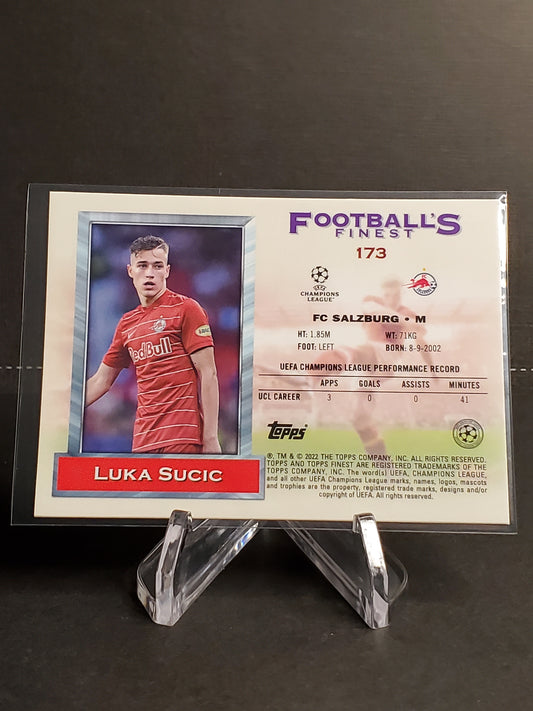 FOOTBALL'S
FINEST
173
UEFA
CHAMPIONS
LEAGUE
FC SALZBURG • M
HT: 1.85M WT: 71KG
FOOT: LEFT BORN: 8-9-2002
UEFA CHAMPIONS LEAGUE PERFORMANCE RECORD
APPS GOALS ASSISTS MINUTES
UCL CAREER 3 0 0 41
Topps
®, TM & © 2022 THE TOPPS COMPANY, INC. ALL RIGHTS RESERVED.
TOPPS AND TOPPS FINEST ARE REGISTERED TRADEMARKS OF THE
TOPPS COMPANY, INC. The word(s) UEFA, CHAMPIONS LEAGUE,
and all other UEFA Champions League marks, names, logos, mascots
and trophies are the property, registered trade marks, designs and/or
copyright of UEFA. All rights reserved.
RedBull
LUKA SUCIC